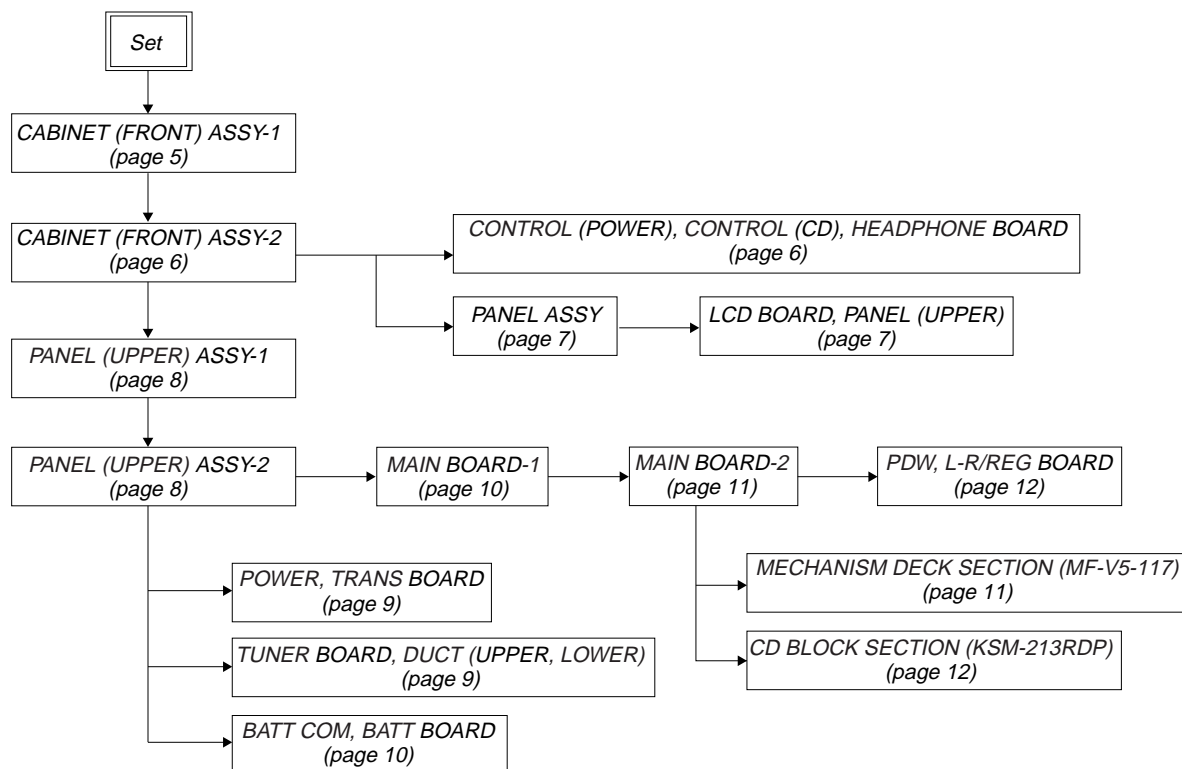 Set
CABINET (FRONT) ASSY-1
(page 5)
CABINET (FRONT) ASSY-2
(page 6)
CONTROL (POWER), CONTROL (CD), HEADPHONE BOARD
(page 6)
PANEL ASSY
(page 7)
LCD BOARD, PANEL (UPPER)
(page 7)
PANEL (UPPER) ASSY-1
(page 8)
PANEL (UPPER) ASSY-2
(page 8)
MAIN BOARD-1
(page 10)
MAIN BOARD-2
(page 11)
PDW, L-R/REG BOARD
(page 12)
POWER, TRANS BOARD
(page 9)
MECHANISM DECK SECTION (MF-V5-117)
(page 11)
TUNER BOARD, DUCT (UPPER, LOWER)
(page 9)
CD BLOCK SECTION (KSM-213RDP)
(page 12)
BATT COM, BATT BOARD
(page 10)